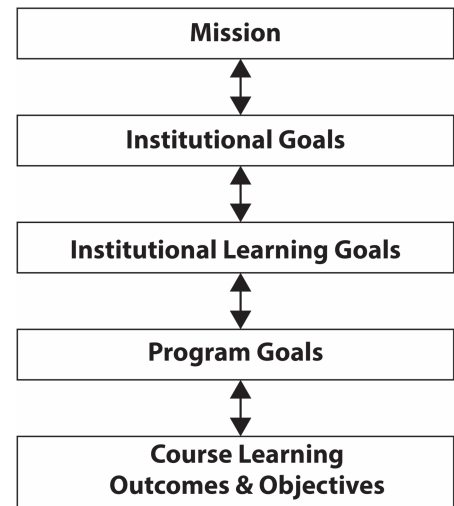 Mission
Institutional Goals
Institutional Learning Goals
Program Goals
Course Learning
Outcomes & Objectives